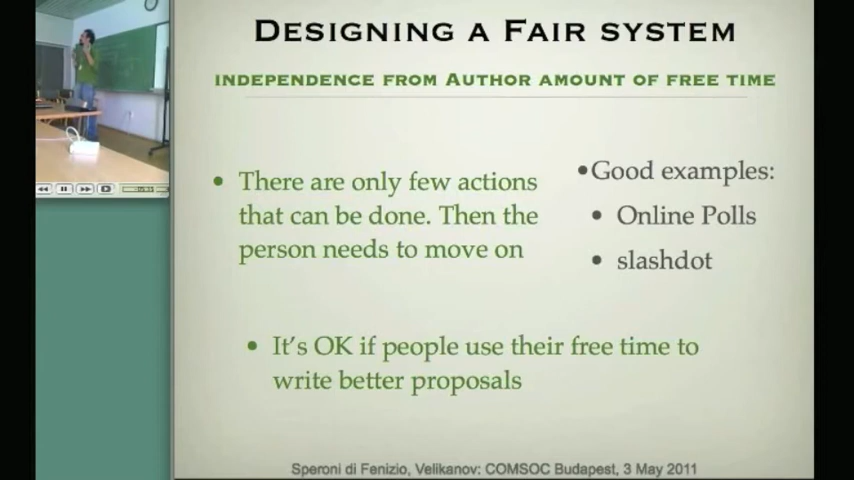 Designing a Fair system
independence from Author amount of free time
• There are only few actions
that can be done. Then the
person needs to move on
•Good examples:
• Online Polls
• slashdot
• It's OK if people use their free time to
write better proposals
Speroni di Fenizio, Velikanov: COMSOC Budapest, 3 May 2011